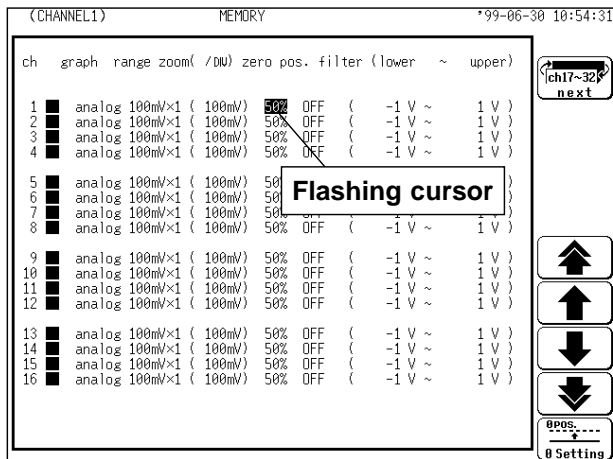 (CHANNEL1) MEMORY '99-06-30 10:54:31
ch graph range zoom( /DIV) zero pos. filter (lower ~ upper)
ch17~32
next
1 analog 100mV×1 ( 100mV) 50% OFF ( -1 V ~ 1 V )
2 analog 100mV×1 ( 100mV) 50% OFF ( -1 V ~ 1 V )
3 analog 100mV×1 ( 100mV) 50% OFF ( -1 V ~ 1 V )
4 analog 100mV×1 ( 100mV) 50% OFF ( -1 V ~ 1 V )
5 analog 100mV×1 ( 100mV) 50% )
6 analog 100mV×1 ( 100mV) 50% )
7 analog 100mV×1 ( 100mV) 50% )
Flashing cursor
8 analog 100mV×1 ( 100mV) 50% OFF ( -1 V ~ 1 V )
9 analog 100mV×1 ( 100mV) 50% OFF ( -1 V ~ 1 V )
10 analog 100mV×1 ( 100mV) 50% OFF ( -1 V ~ 1 V )
11 analog 100mV×1 ( 100mV) 50% OFF ( -1 V ~ 1 V )
12 analog 100mV×1 ( 100mV) 50% OFF ( -1 V ~ 1 V )
13 analog 100mV×1 ( 100mV) 50% OFF ( -1 V ~ 1 V )
14 analog 100mV×1 ( 100mV) 50% OFF ( -1 V ~ 1 V )
15 analog 100mV×1 ( 100mV) 50% OFF ( -1 V ~ 1 V )
16 analog 100mV×1 ( 100mV) 50% OFF ( -1 V ~ 1 V )
0POS.
0 Setting